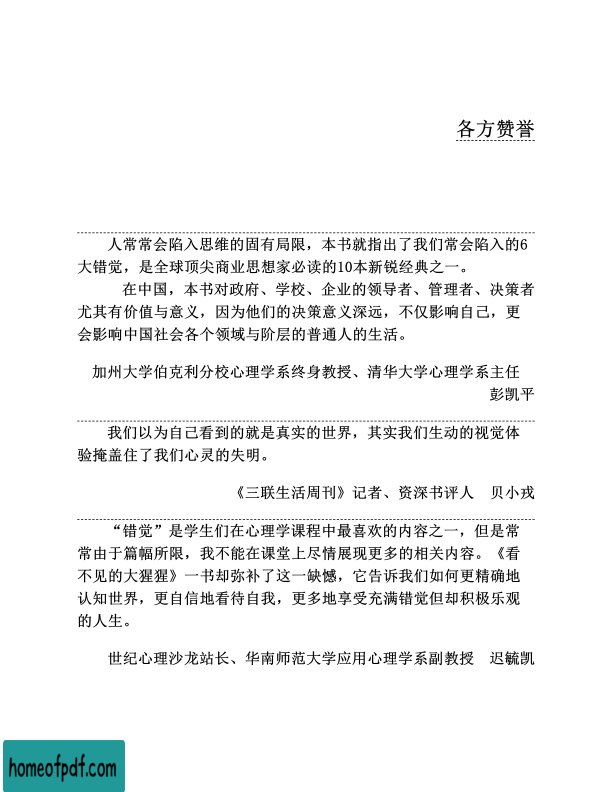 各方赞誉
人常常会陷入思维的固有局限，本书就指出了我们常会陷入的6
大错觉，是全球顶尖商业思想家必读的10本新锐经典之一。
在中国，本书对政府、学校、企业的领导者、管理者、决策者
尤其有价值与意义，因为他们的决策意义深远，不仅影响自己，更
会影响中国社会各个领域与阶层的普通人的生活。
加州大学伯克利分校心理学系终身教授、清华大学心理学系主任
彭凯平
我们以为自己看到的就是真实的世界，其实我们生动的视觉体
验掩盖住了我们心灵的失明。
《三联生活周刊》记者、资深书评人　贝小戎
“错觉”是学生们在心理学课程中最喜欢的内容之一，但是常
常由于篇幅所限，我不能在课堂上尽情展现更多的相关内容。《看
不见的大猩猩》一书却弥补了这一缺憾，它告诉我们如何更精确地
认知世界，更自信地看待自我，更多地享受充满错觉但却积极乐观
的人生。
世纪心理沙龙站长、华南师范大学应用心理学系副教授　迟毓凯
homeofpdf.com